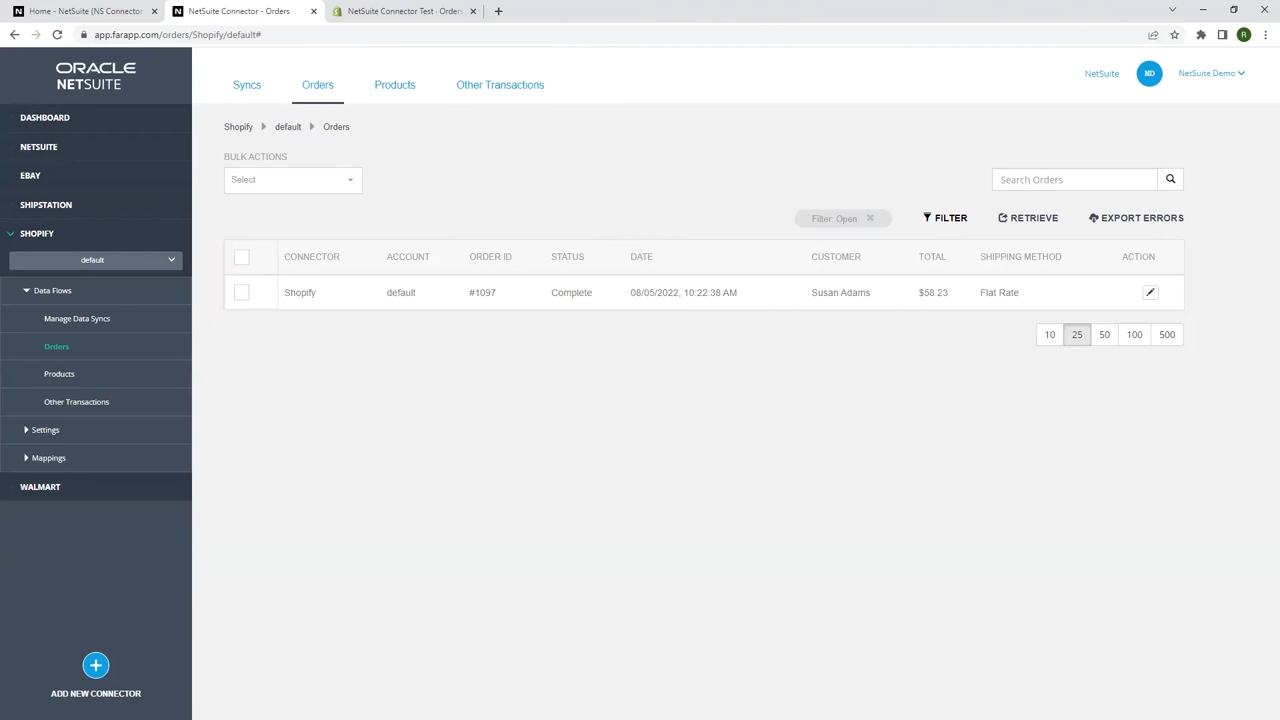 Home - NetSuite (NS Connector
NetSuite Connector - Orders
NetSuite Connector Test · Orders
app.farapp.com/orders/Shopify/default#
R
ORACLE
NETSUITE
DASHBOARD
NETSUITE
EBAY
SHIPSTATION
SHOPIFY
default
Data Flows
Manage Data Syncs
Orders
Products
Other Transactions
Settings
Mappings
WALMART
ADD NEW CONNECTOR
Syncs Orders Products Other Transactions
NetSuite ND NetSuite Demo
Shopify default Orders
BULK ACTIONS
Select
Search Orders
Filter: Open FILTER RETRIEVE EXPORT ERRORS
CONNECTOR ACCOUNT ORDER ID STATUS DATE CUSTOMER TOTAL SHIPPING METHOD ACTION
Shopify default #1097 Complete 08/05/2022, 10:22:38 AM Susan Adams $58.23 Flat Rate
10 25 50 100 500